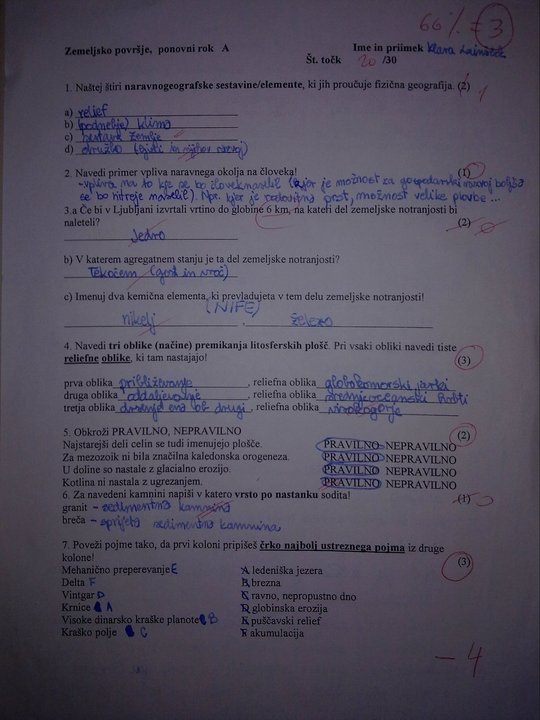 66 % = 3
Zemeljsko površje, ponovni rok A Ime in priimek Klara
Št. točk 20 /30
1. Naštej štiri naravnogeografske sestavine/elemente, ki jih proučuje fizična geografija. (2) 1
a) relief
b) (podnebje) klima
c) sestava zemlje
d) družbo (ljudi in njihov razvoj)
2. Navedi primer vpliva naravnega okolja na človeka! (1)
-vpliva na to kje se bo človek naselil (kjer je možnost za gospodarski razvoj boljša
se bo hitreje naselil). Npr. kjer je rodovitna prst, možnost velike plovbe ...
3.a Če bi v Ljubljani izvrtali vrtino do globine 6 km, na kateri del zemeljske notranjosti bi
naleteli? (2)
Jedro
b) V katerem agregatnem stanju je ta del zemeljske notranjosti?
Tekočem (gost in vroč)
c) Imenuj dva kemična elementa, ki prevladujeta v tem delu zemeljske notranjosti!
(NIFE)
nikelj , železo
4. Navedi tri oblike (načine) premikanja litosferskih plošč. Pri vsaki obliki navedi tiste
reliefne oblike, ki tam nastajajo! (3)
prva oblika približevanje , reliefna oblika globokomorski jarki
druga oblika oddaljevanje , reliefna oblika srednjeoceanski hrbti
tretja oblika drsenje ena ob drugi , reliefna oblika visokogorje
5. Obkroži PRAVILNO, NEPRAVILNO (2)
Najstarejši deli celin se tudi imenujejo plošče. PRAVILNO NEPRAVILNO
Za mezozoik ni bila značilna kaledonska orogeneza. PRAVILNO NEPRAVILNO
U doline so nastale z glacialno erozijo. PRAVILNO NEPRAVILNO
Kotlina ni nastala z ugrezanjem. PRAVILNO NEPRAVILNO
6. Za navedeni kamnini napiši v katero vrsto po nastanku sodita! (1)
granit - sedimentna kamnina
breča - sprijeta sedimentna kamnina
7. Poveži pojme tako, da prvi koloni pripišeš črko najbolj ustreznega pojma iz druge
kolone! (3)
Mehanično preperevanje E A ledeniška jezera
Delta F B brezna
Vintgar D C ravno, nepropustno dno
Krnice A D globinska erozija
Visoke dinarsko kraške planote B E puščavski relief
Kraško polje C F akumulacija
- 4